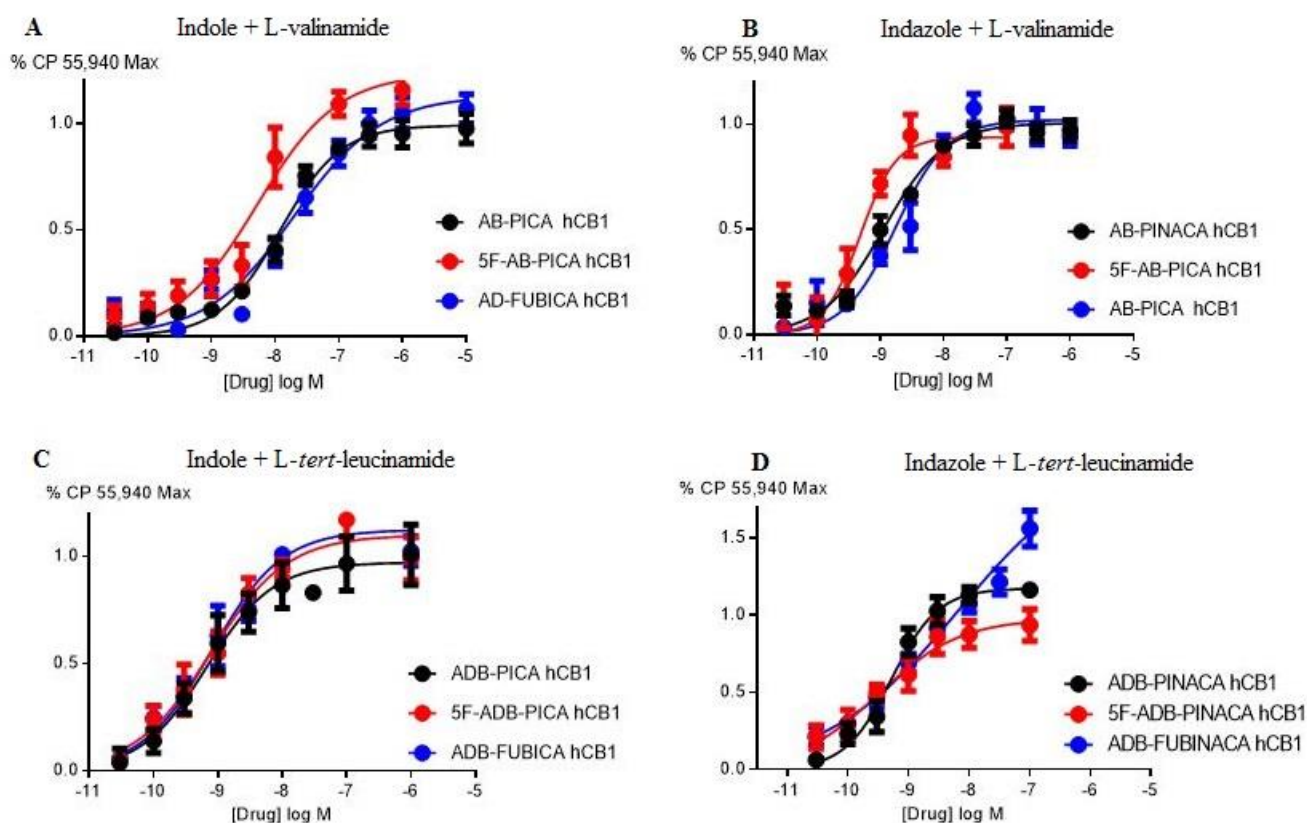 A Indole + L-valinamide
% CP 55,940 Max
1.0
0.5
0.0
-11 -10 -9 -8 -7 -6 -5
[Drug] log M
AB-PICA hCB1
5F-AB-PICA hCB1
AD-FUBICA hCB1
B Indazole + L-valinamide
% CP 55,940 Max
1.0
0.5
0.0
-11 -10 -9 -8 -7 -6 -5
[Drug] log M
AB-PINACA hCB1
5F-AB-PICA hCB1
AB-PICA hCB1
C Indole + L-tert-leucinamide
% CP 55,940 Max
1.0
0.5
0.0
-11 -10 -9 -8 -7 -6 -5
[Drug] log M
ADB-PICA hCB1
5F-ADB-PICA hCB1
ADB-FUBICA hCB1
D Indazole + L-tert-leucinamide
% CP 55,940 Max
1.5
1.0
0.5
0.0
-11 -10 -9 -8 -7 -6 -5
[Drug] log M
ADB-PINACA hCB1
5F-ADB-PINACA hCB1
ADB-FUBINACA hCB1